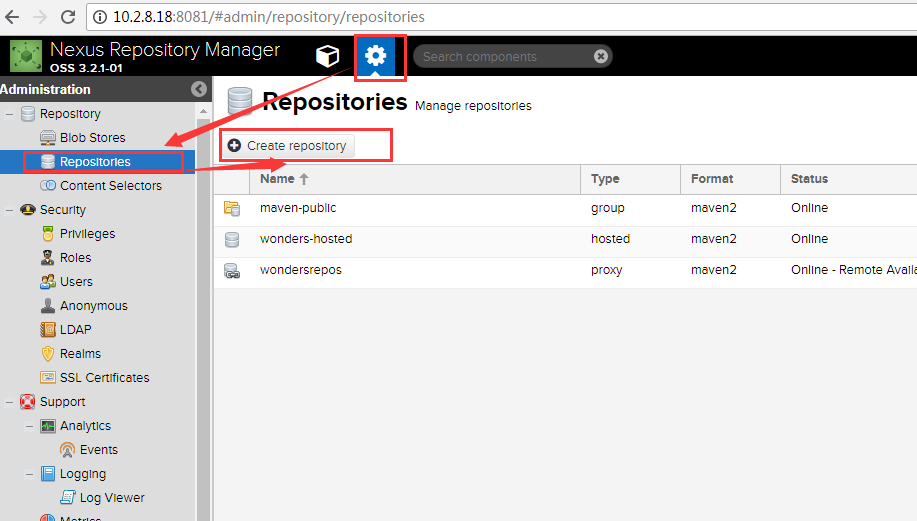 10.2.8.18:8081/#admin/repository/repositories
Nexus Repository Manager
OSS 3.2.1-01
Search components
Administration
Repository
Blob Stores
Repositories
Content Selectors
Security
Privileges
Roles
Users
Anonymous
LDAP
Realms
SSL Certificates
Support
Analytics
Events
Logging
Log Viewer
Metrics
Repositories Manage repositories
Create repository
Name Type Format Status
maven-public group maven2 Online
wonders-hosted hosted maven2 Online
wondersrepos proxy maven2 Online - Remote Availa